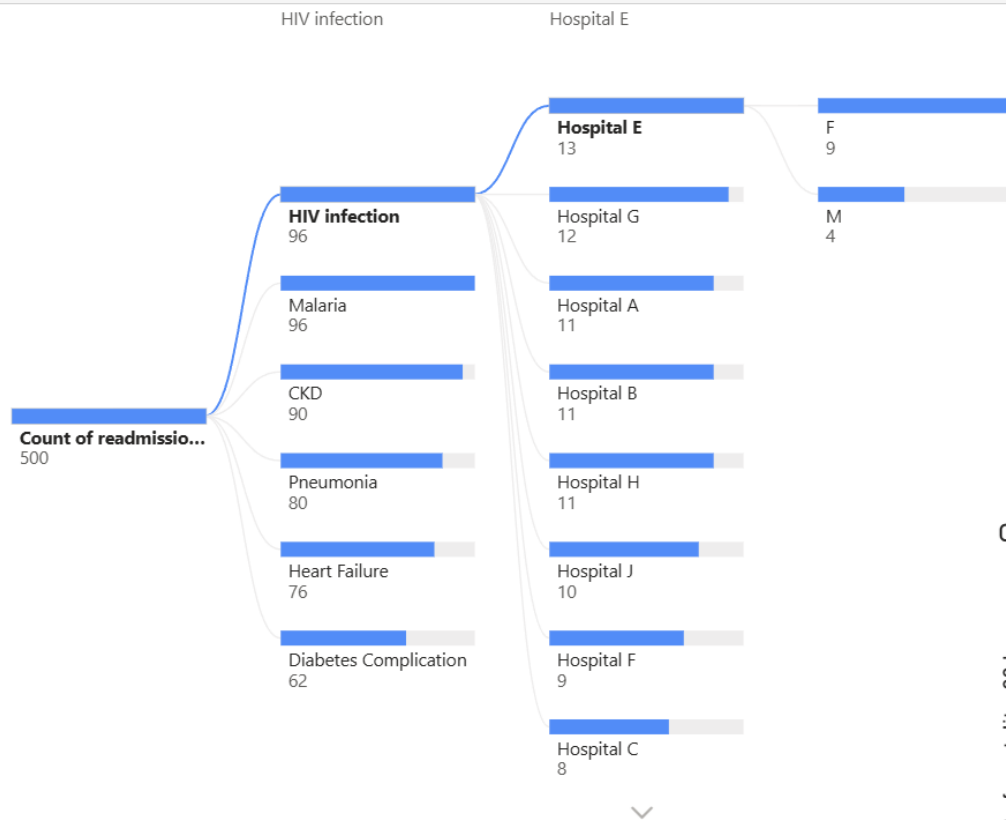 HIV infection
Hospital E
Hospital E
13
F
9
HIV infection
96
Hospital G
12
M
4
Malaria
96
Hospital A
11
CKD
90
Hospital B
11
Count of readmissio...
500
Pneumonia
80
Hospital H
11
Heart Failure
76
Hospital J
10
Diabetes Complication
62
Hospital F
9
Hospital C
8